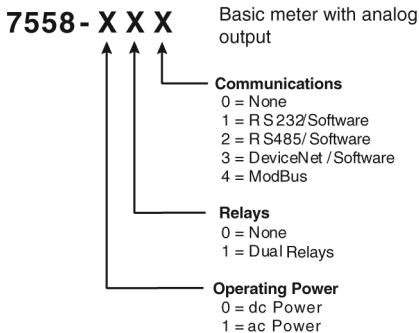 7558-XXX Basic meter with analog
output
Communications
0 = None
1 = RS232/Software
2 = RS485/Software
3 = DeviceNet/Software
4 = ModBus
Relays
0 = None
1 = Dual Relays
Operating Power
0 = dc Power
1 = ac Power